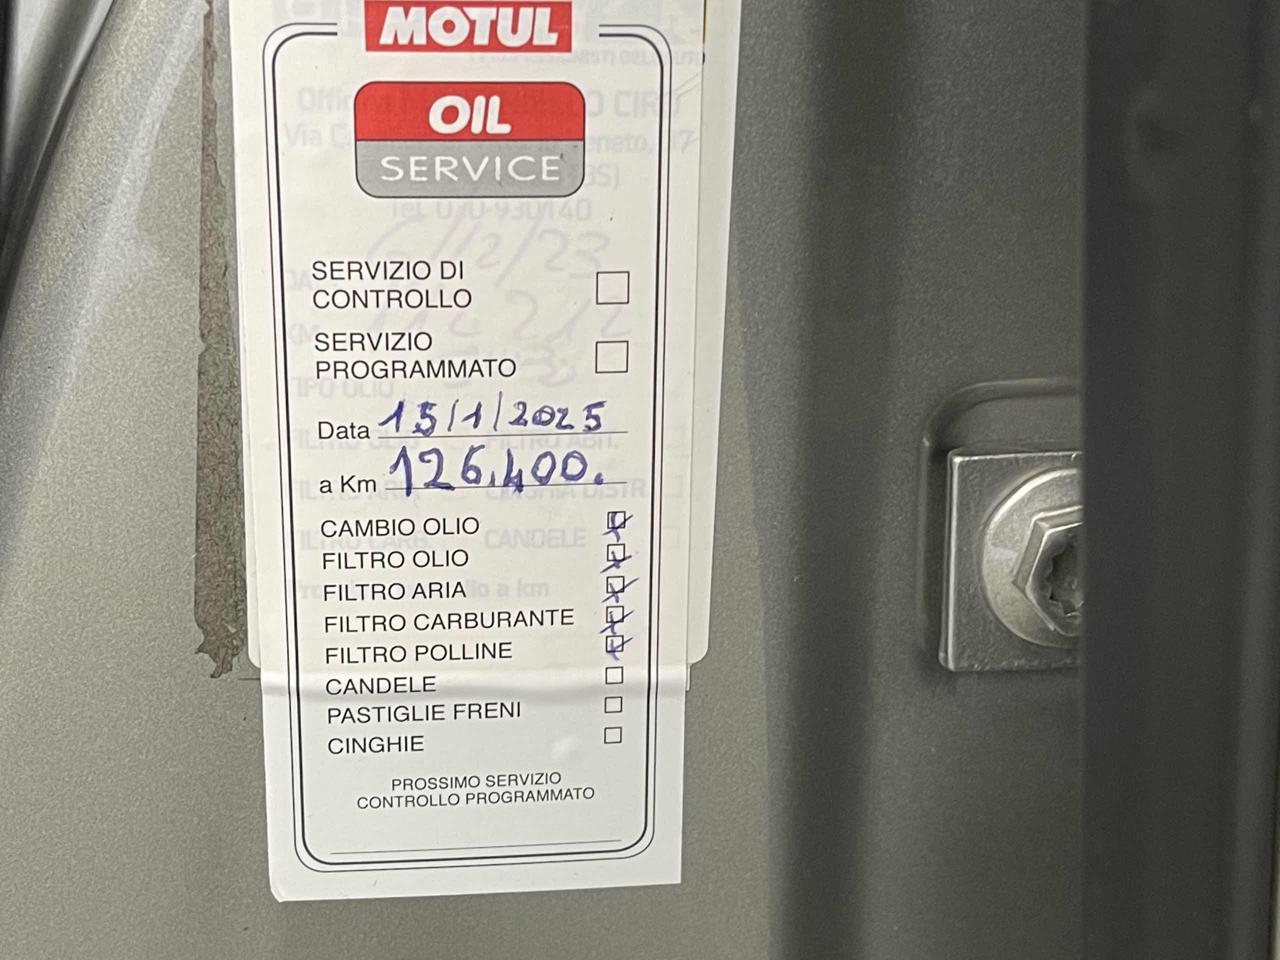 MOTUL
OIL
SERVICE
SERVIZIO DI
CONTROLLO
SERVIZIO
PROGRAMMATO
Data 15/1/2025
a Km 126.400.
CAMBIO OLIO
FILTRO OLIO
FILTRO ARIA
FILTRO CARBURANTE
FILTRO POLLINE
CANDELE
PASTIGLIE FRENI
CINGHIE
PROSSIMO SERVIZIO
CONTROLLO PROGRAMMATO